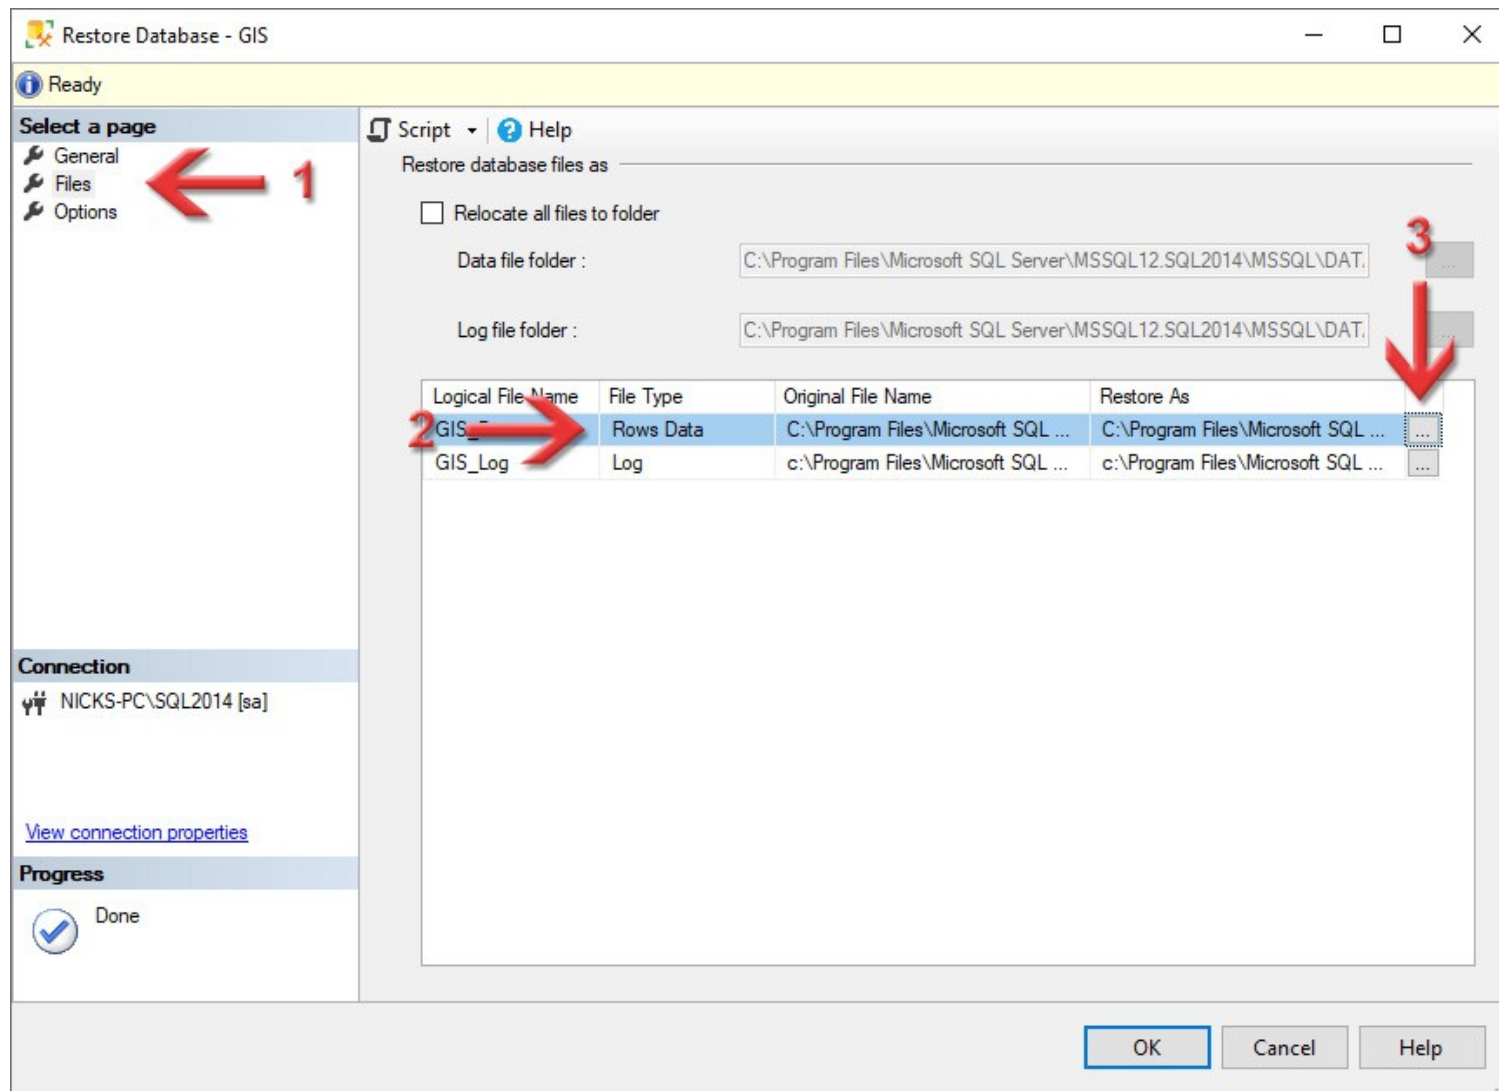 Restore Database - GIS
Ready
Select a page
General
Files
Options
1
Script
Help
Restore database files as
Relocate all files to folder
3
Data file folder :
C:\Program Files\Microsoft SQL Server\MSSQL12.SQL2014\MSSQL\DAT.
...
Log file folder :
C:\Program Files\Microsoft SQL Server\MSSQL12.SQL2014\MSSQL\DAT.
...
Logical File Name File Type Original File Name Restore As
2 Rows Data C:\Program Files\Microsoft SQL ... C:\Program Files\Microsoft SQL ... ...
GIS_Log Log c:\Program Files\Microsoft SQL ... c:\Program Files\Microsoft SQL ... ...
Connection
NICKS-PC\SQL2014 [sa]
View connection properties
Progress
Done
OK Cancel Help